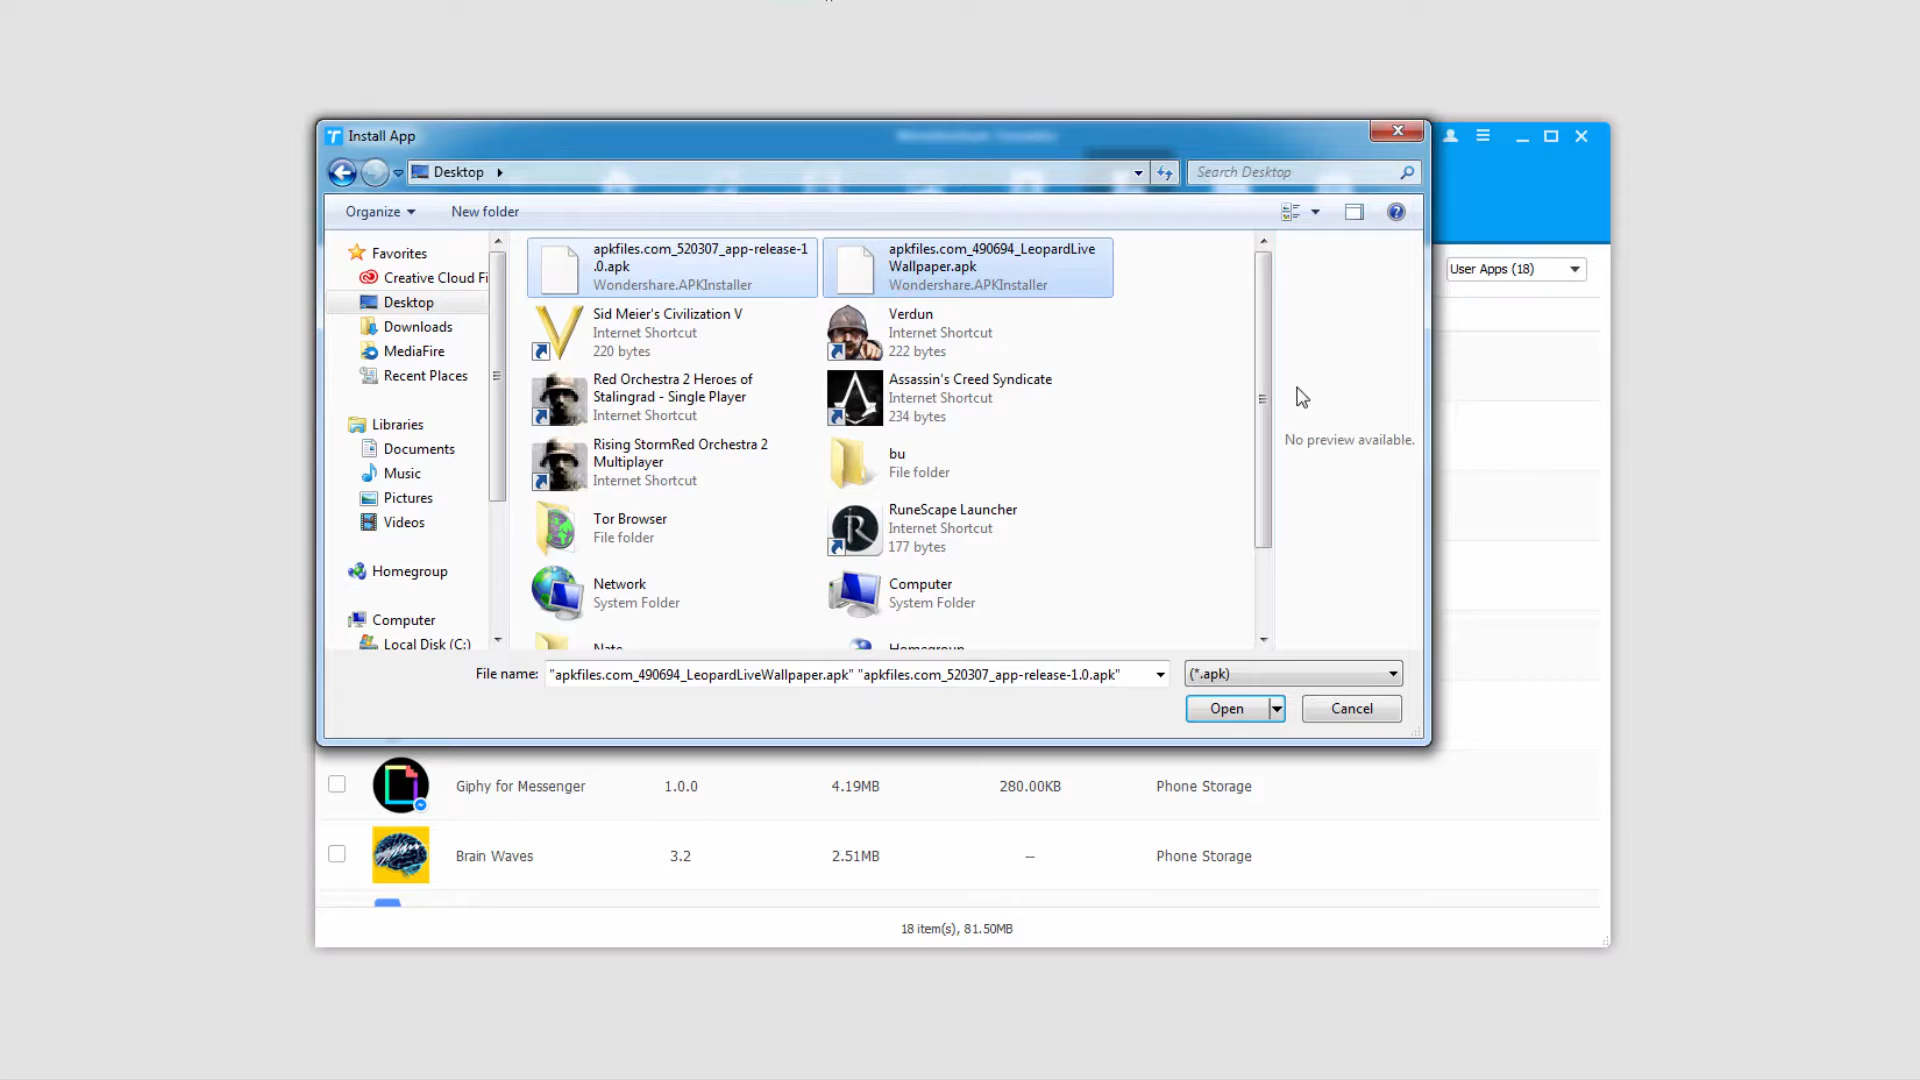 Install App
Desktop
Search Desktop
Organize
New folder
Favorites
Creative Cloud Fi
Desktop
Downloads
MediaFire
Recent Places
Libraries
Documents
Music
Pictures
Videos
Homegroup
Computer
Local Disk (C:)
apkfiles.com_520307_app-release-1
.0.apk
Wondershare.APKInstaller
apkfiles.com_490694_LeopardLive
Wallpaper.apk
Wondershare.APKInstaller
Sid Meier's Civilization V
Internet Shortcut
220 bytes
Verdun
Internet Shortcut
222 bytes
Red Orchestra 2 Heroes of
Stalingrad - Single Player
Internet Shortcut
Assassin's Creed Syndicate
Internet Shortcut
234 bytes
Rising StormRed Orchestra 2
Multiplayer
Internet Shortcut
bu
File folder
Tor Browser
File folder
RuneScape Launcher
Internet Shortcut
177 bytes
Network
System Folder
Computer
System Folder
No preview available.
File name: "apkfiles.com_490694_LeopardLiveWallpaper.apk" "apkfiles.com_520307_app-release-1.0.apk"
(*.apk)
Open
Cancel
User Apps (18)
Giphy for Messenger 1.0.0 4.19MB 280.00KB Phone Storage
Brain Waves 3.2 2.51MB -- Phone Storage
18 item(s), 81.50MB